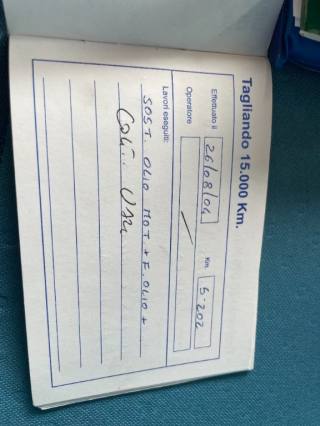 Tagliando 15.000 Km.
Effettuato il 26/08/04 Km 5.202
Operatore
Lavori eseguiti:
SOST. OLIO MOT + F. OLIO +